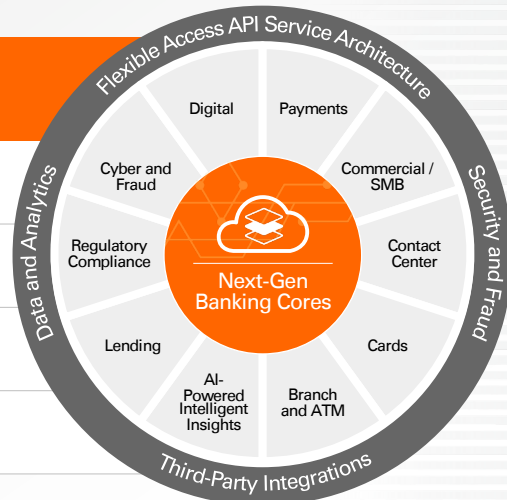 Flexible Access API Service Architecture
Digital
Payments
Cyber and
Fraud
Commercial /
SMB
Data and Analytics
Security and Fraud
Regulatory
Compliance
Next-Gen
Banking Cores
Contact
Center
Lending
Cards
AI-
Powered
Intelligent
Insights
Branch
and ATM
Third-Party Integrations